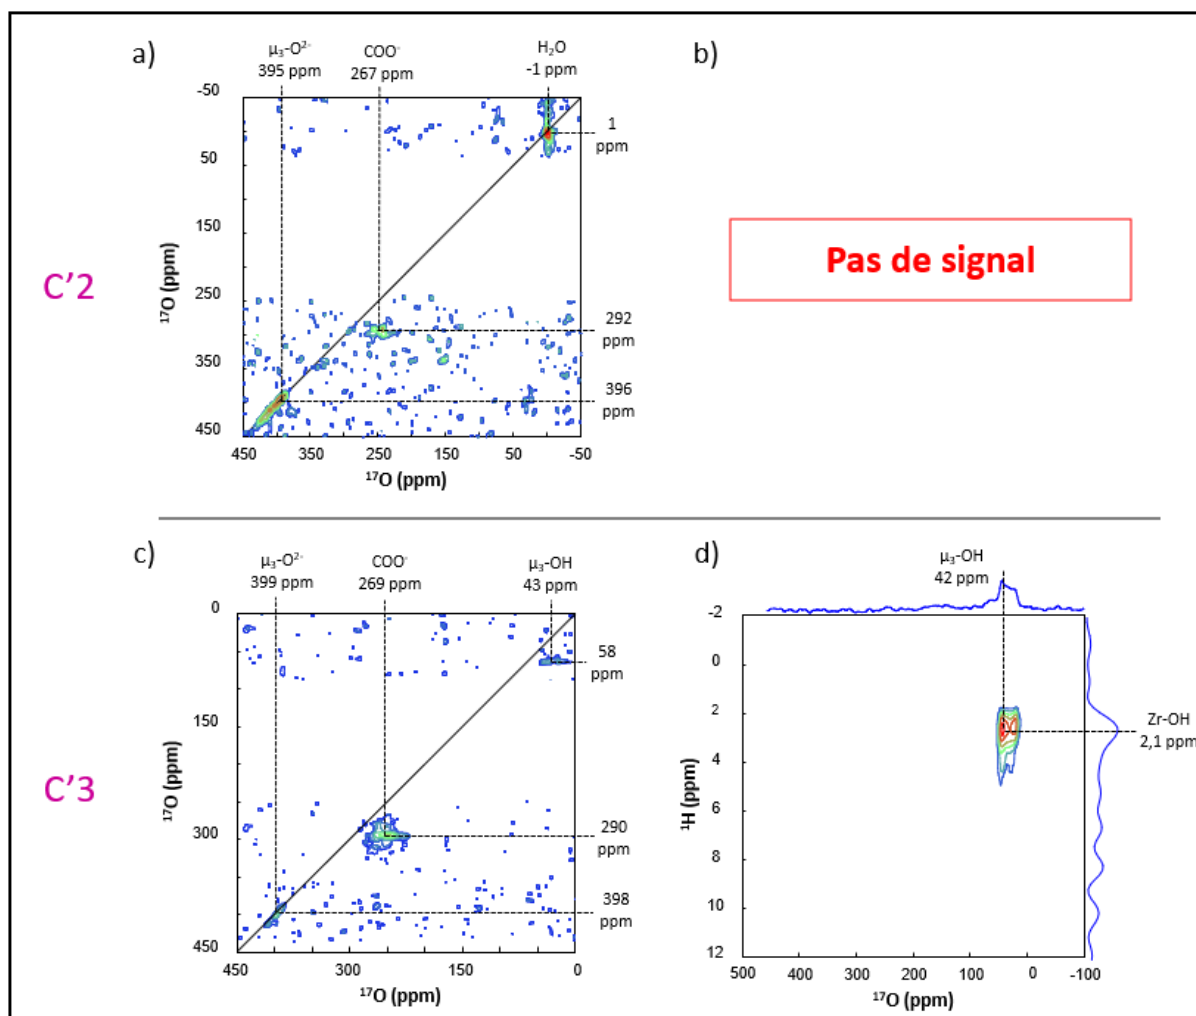 a)
μ₃-O²⁻
395 ppm
COO⁻
267 ppm
H₂O
-1 ppm
b)
-50
50
150
250
350
450
¹⁷O (ppm)
1
ppm
292
ppm
396
ppm
450 350 250 150 50 -50
¹⁷O (ppm)
C'2
Pas de signal
c)
μ₃-O²⁻
399 ppm
COO⁻
269 ppm
μ₃-OH
43 ppm
0
150
300
450
¹⁷O (ppm)
58
ppm
290
ppm
398
ppm
450 300 150 0
¹⁷O (ppm)
C'3
d)
μ₃-OH
42 ppm
-2
0
2
4
6
8
10
12
¹H (ppm)
Zr-OH
2,1 ppm
500 400 300 200 100 0 -100
¹⁷O (ppm)